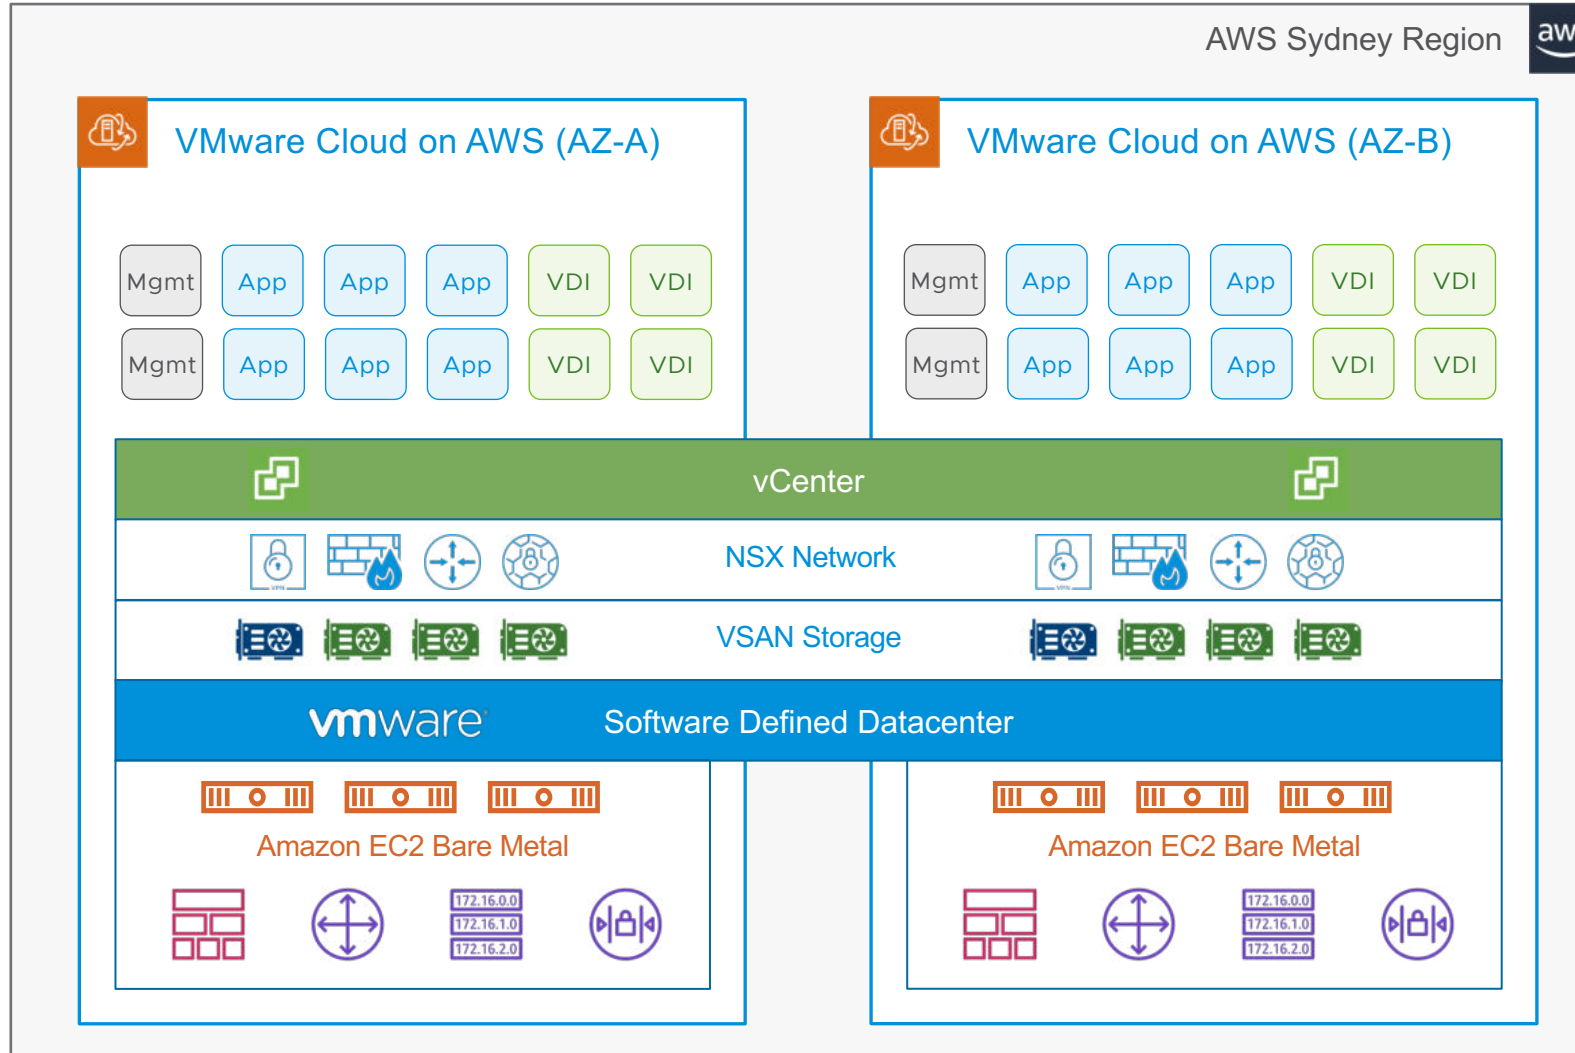 AWS Sydney Region
aw
VMware Cloud on AWS (AZ-A)
VMware Cloud on AWS (AZ-B)
Mgmt App App App VDI VDI
Mgmt App App App VDI VDI
Mgmt App App App VDI VDI
Mgmt App App App VDI VDI
vCenter
NSX Network
VPN
VPN
VSAN Storage
vmware
Software Defined Datacenter
Amazon EC2 Bare Metal
172.16.0.0
172.16.1.0
172.16.2.0
Amazon EC2 Bare Metal
172.16.0.0
172.16.1.0
172.16.2.0